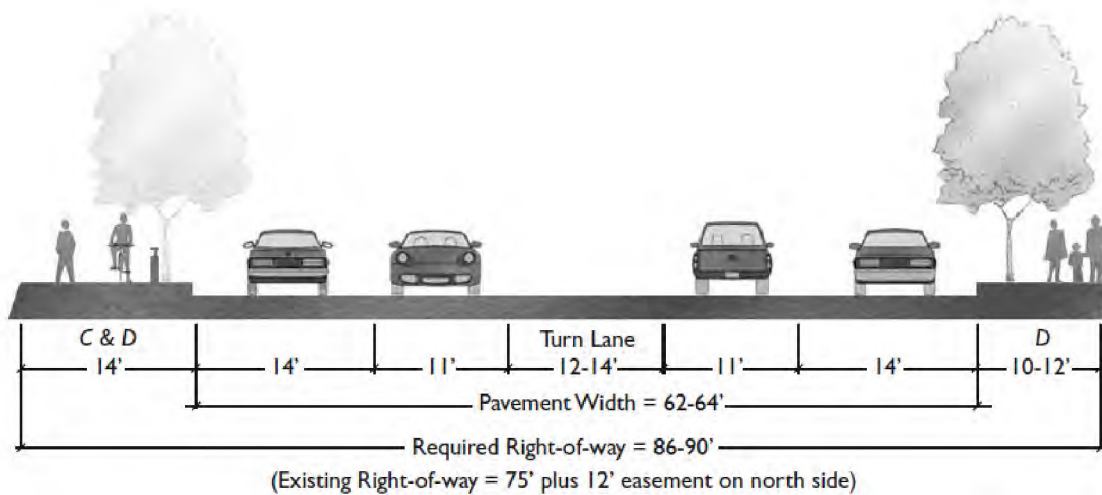 C & D
Turn Lane
D
14’
14’
11’
12-14’
11’
14’
10-12’
Pavement Width = 62-64’
Required Right-of-way = 86-90’
(Existing Right-of-way = 75’ plus 12’ easement on north side)